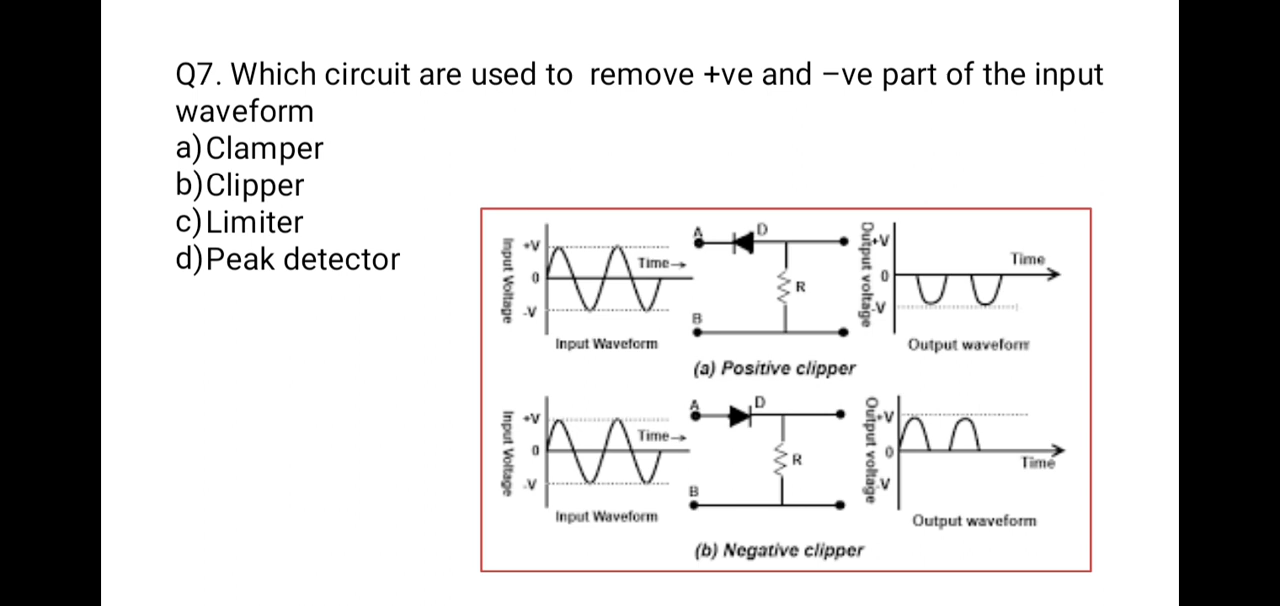 Q7. Which circuit are used to remove +ve and −ve part of the input
waveform
a)Clamper
b)Clipper
c)Limiter
d)Peak detector
Input Voltage
+V
0
-V
Time→
Input Waveform
A
D
R
B
(a) Positive clipper
Output voltage
+V
0
-V
Time
Output waveform
Input Voltage
+V
0
-V
Time→
Input Waveform
A
D
R
B
(b) Negative clipper
Output voltage
+V
0
-V
Time
Output waveform